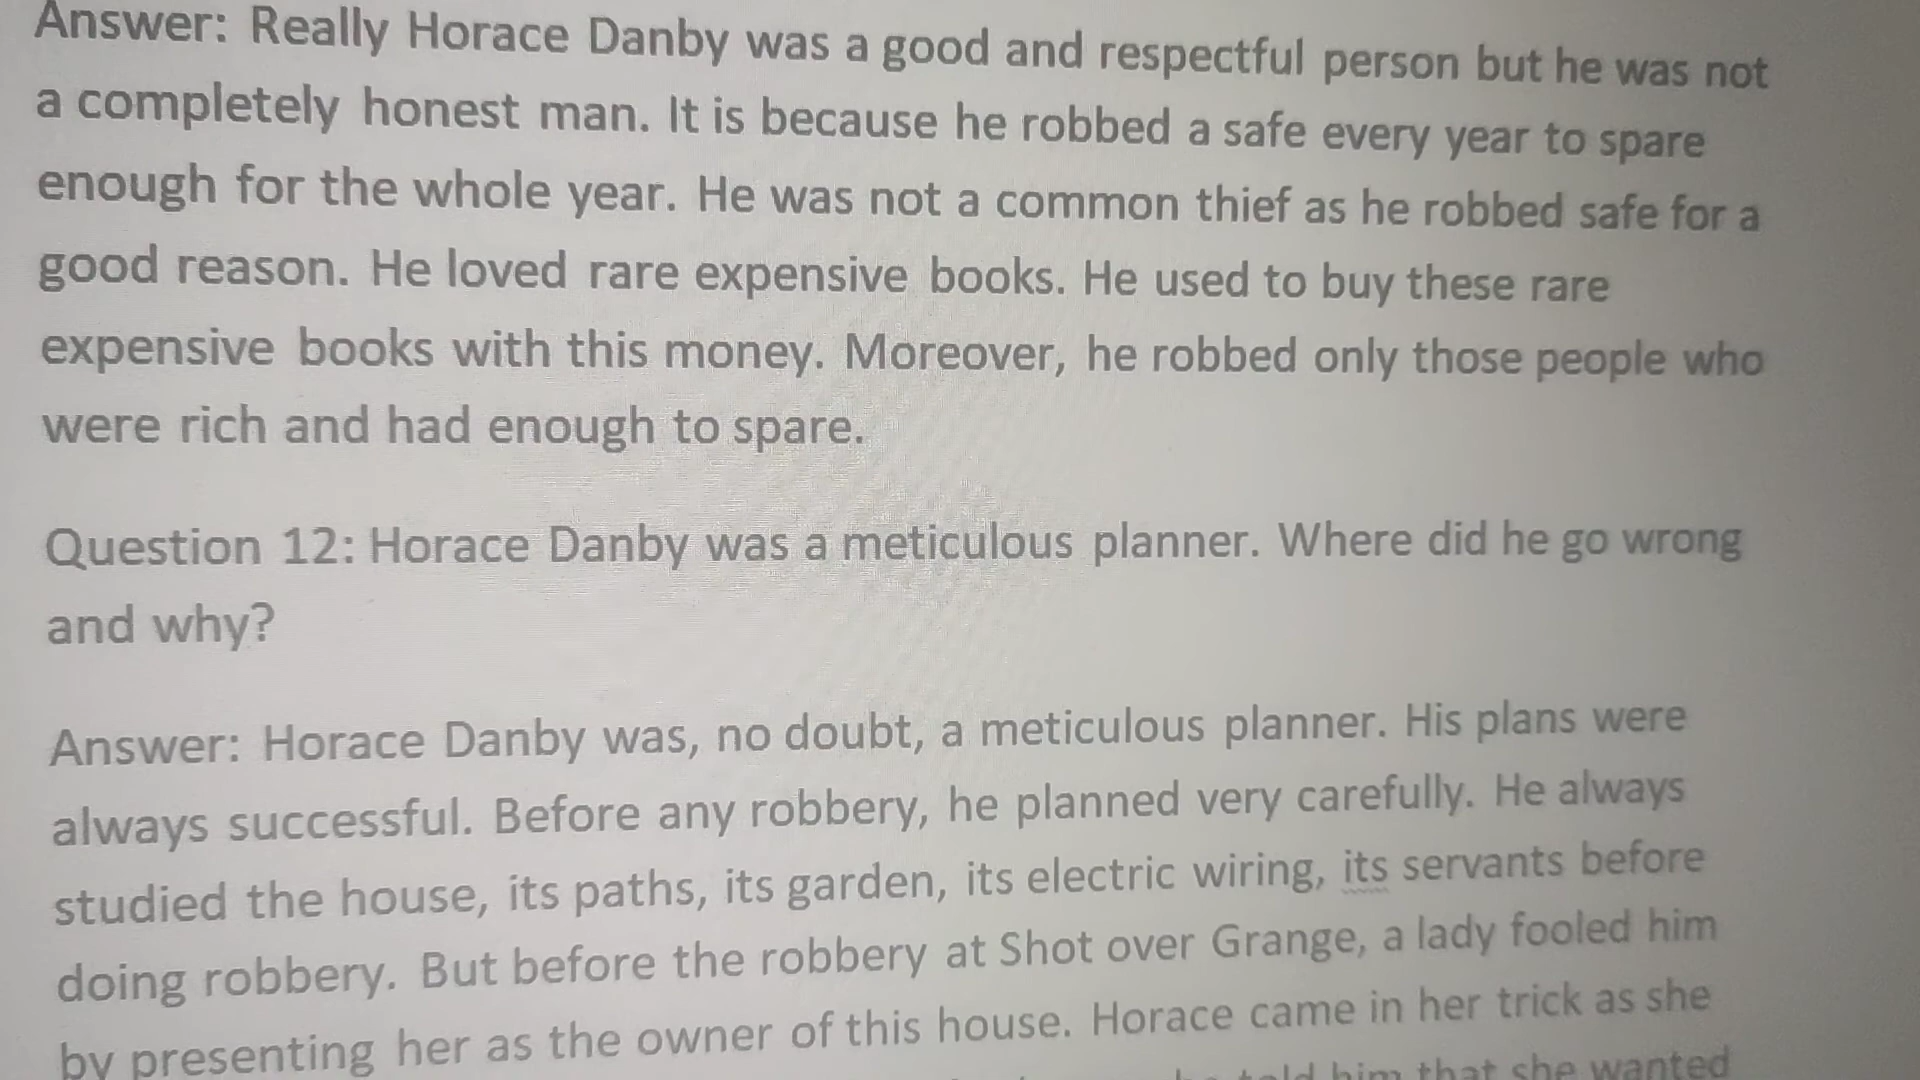 Answer: Really Horace Danby was a good and respectful person but he was not
a completely honest man. It is because he robbed a safe every year to spare
enough for the whole year. He was not a common thief as he robbed safe for a
good reason. He loved rare expensive books. He used to buy these rare
expensive books with this money. Moreover, he robbed only those people who
were rich and had enough to spare.
Question 12: Horace Danby was a meticulous planner. Where did he go wrong
and why?
Answer: Horace Danby was, no doubt, a meticulous planner. His plans were
always successful. Before any robbery, he planned very carefully. He always
studied the house, its paths, its garden, its electric wiring, its servants before
doing robbery. But before the robbery at Shot over Grange, a lady fooled him
by presenting her as the owner of this house. Horace came in her trick as she
told him that she wanted